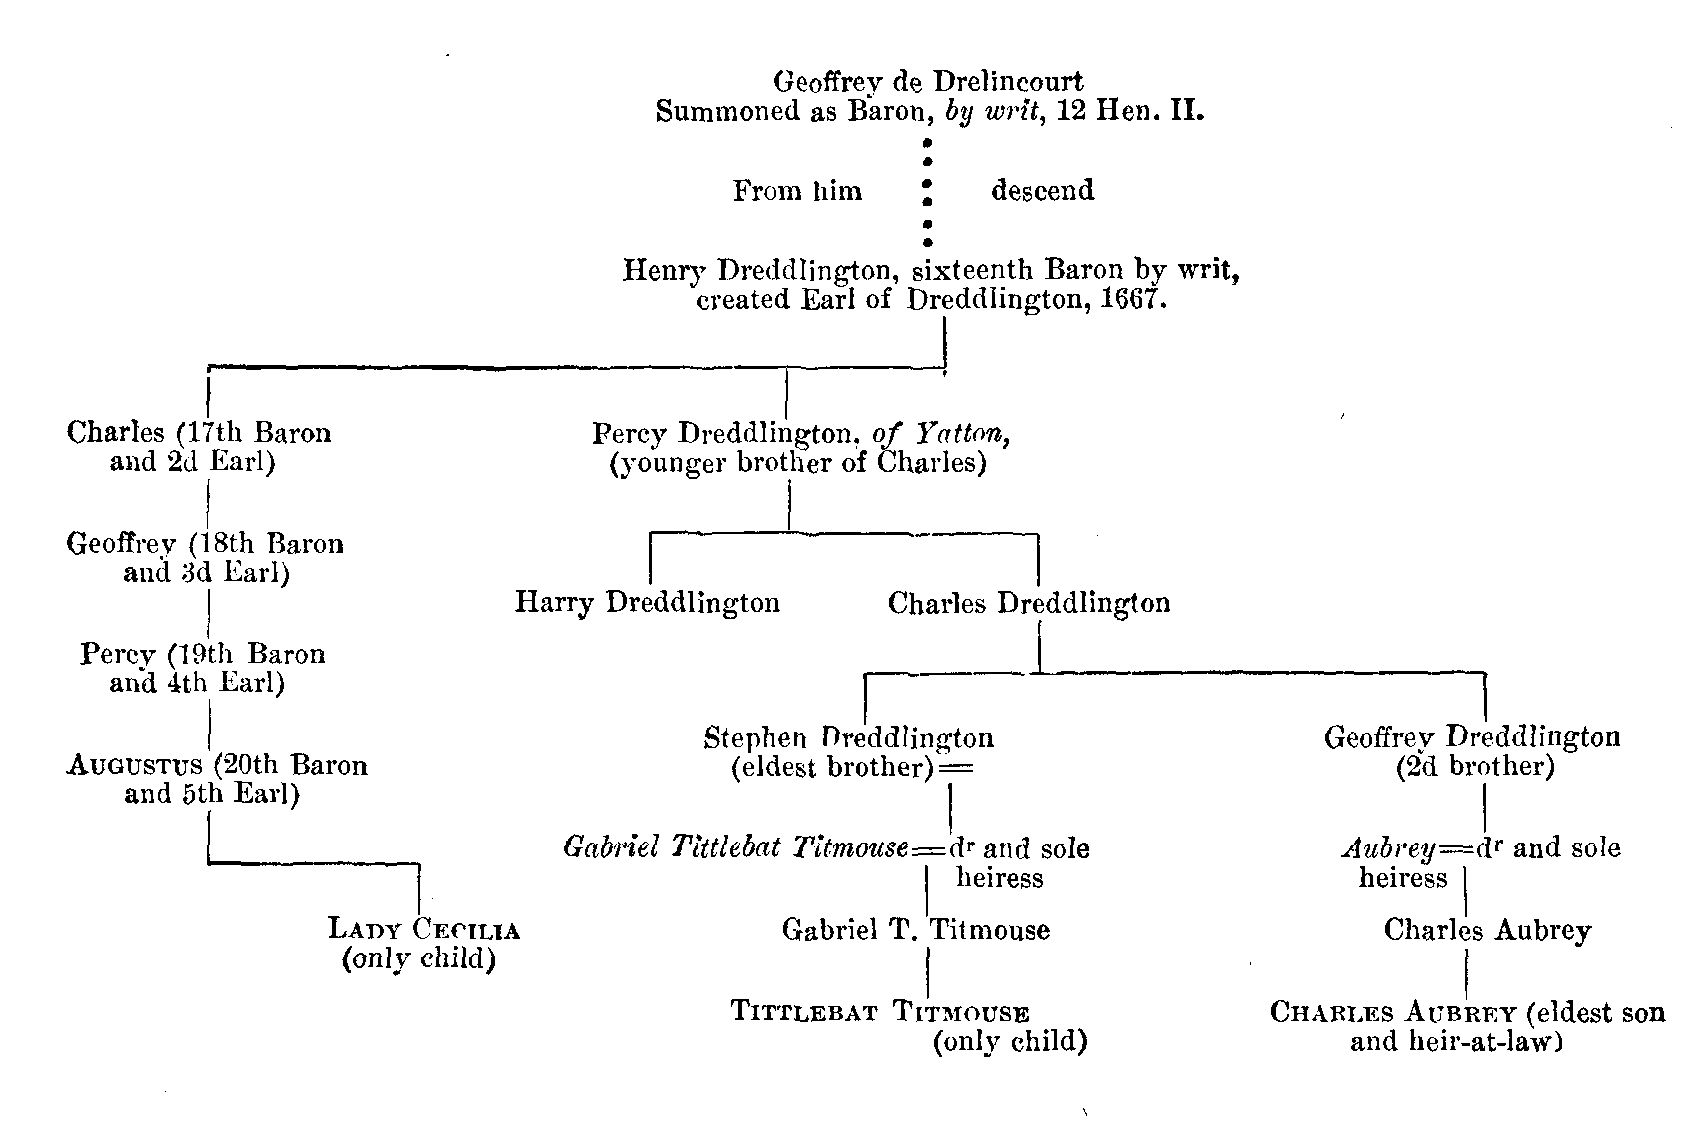 Geoffrey de Drelincourt
Summoned as Baron, by writ, 12 Hen. II.
From him descend
Henry Dreddlington, sixteenth Baron by writ,
created Earl of Dreddlington, 1667.
Charles (17th Baron
and 2d Earl)
Percy Dreddlington, of Yatton,
(younger brother of Charles)
Geoffrey (18th Baron
and 3d Earl)
Harry Dreddlington
Charles Dreddlington
Percy (19th Baron
and 4th Earl)
Stephen Dreddlington
(eldest brother)=
Geoffrey Dreddlington
(2d brother)
AUGUSTUS (20th Baron
and 5th Earl)
Gabriel Tittlebat Titmouse=dr and sole
heiress
Aubrey=dr and sole
heiress
LADY CECILIA
(only child)
Gabriel T. Titmouse
Charles Aubrey
TITTLEBAT TITMOUSE
(only child)
CHARLES AUBREY (eldest son
and heir-at-law)